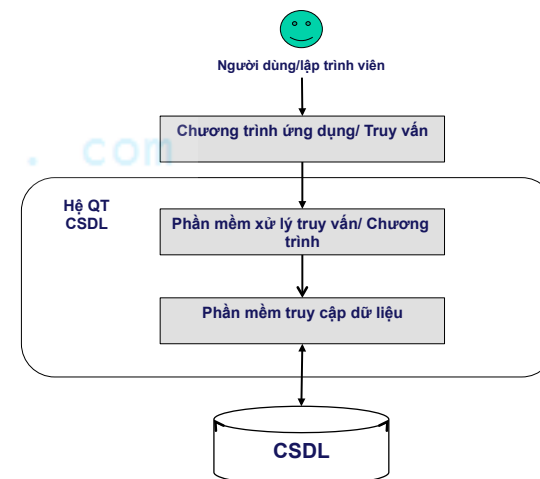 Người dùng/lập trình viên
Chương trình ứng dụng/ Truy vấn
. com
Hệ QT
CSDL
Phần mềm xử lý truy vấn/ Chương
trình
Phần mềm truy cập dữ liệu
CSDL